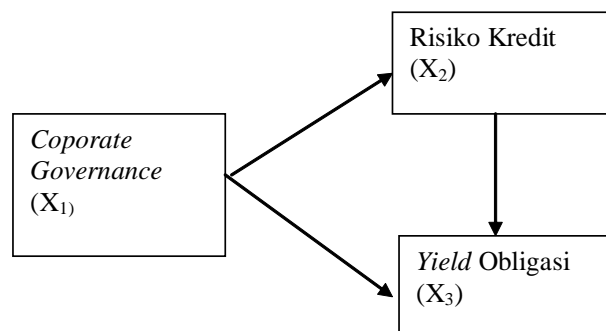 Risiko Kredit
(X₂)
Coporate
Governance
(X₁₎
Yield Obligasi
(X₃)